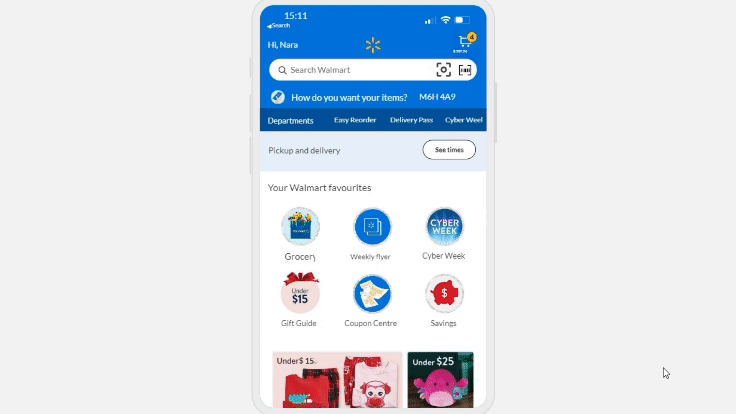 15:11
Search
Hi, Nara
4
Search Walmart
How do you want your items? M6H 4A9
Departments Easy Reorder Delivery Pass Cyber Weel
Pickup and delivery See times
Your Walmart favourites
CYBER
WEEK
Grocery Weekly flyer Cyber Week
Under
$15
$
Gift Guide Coupon Centre Savings
Under $15 Under $25